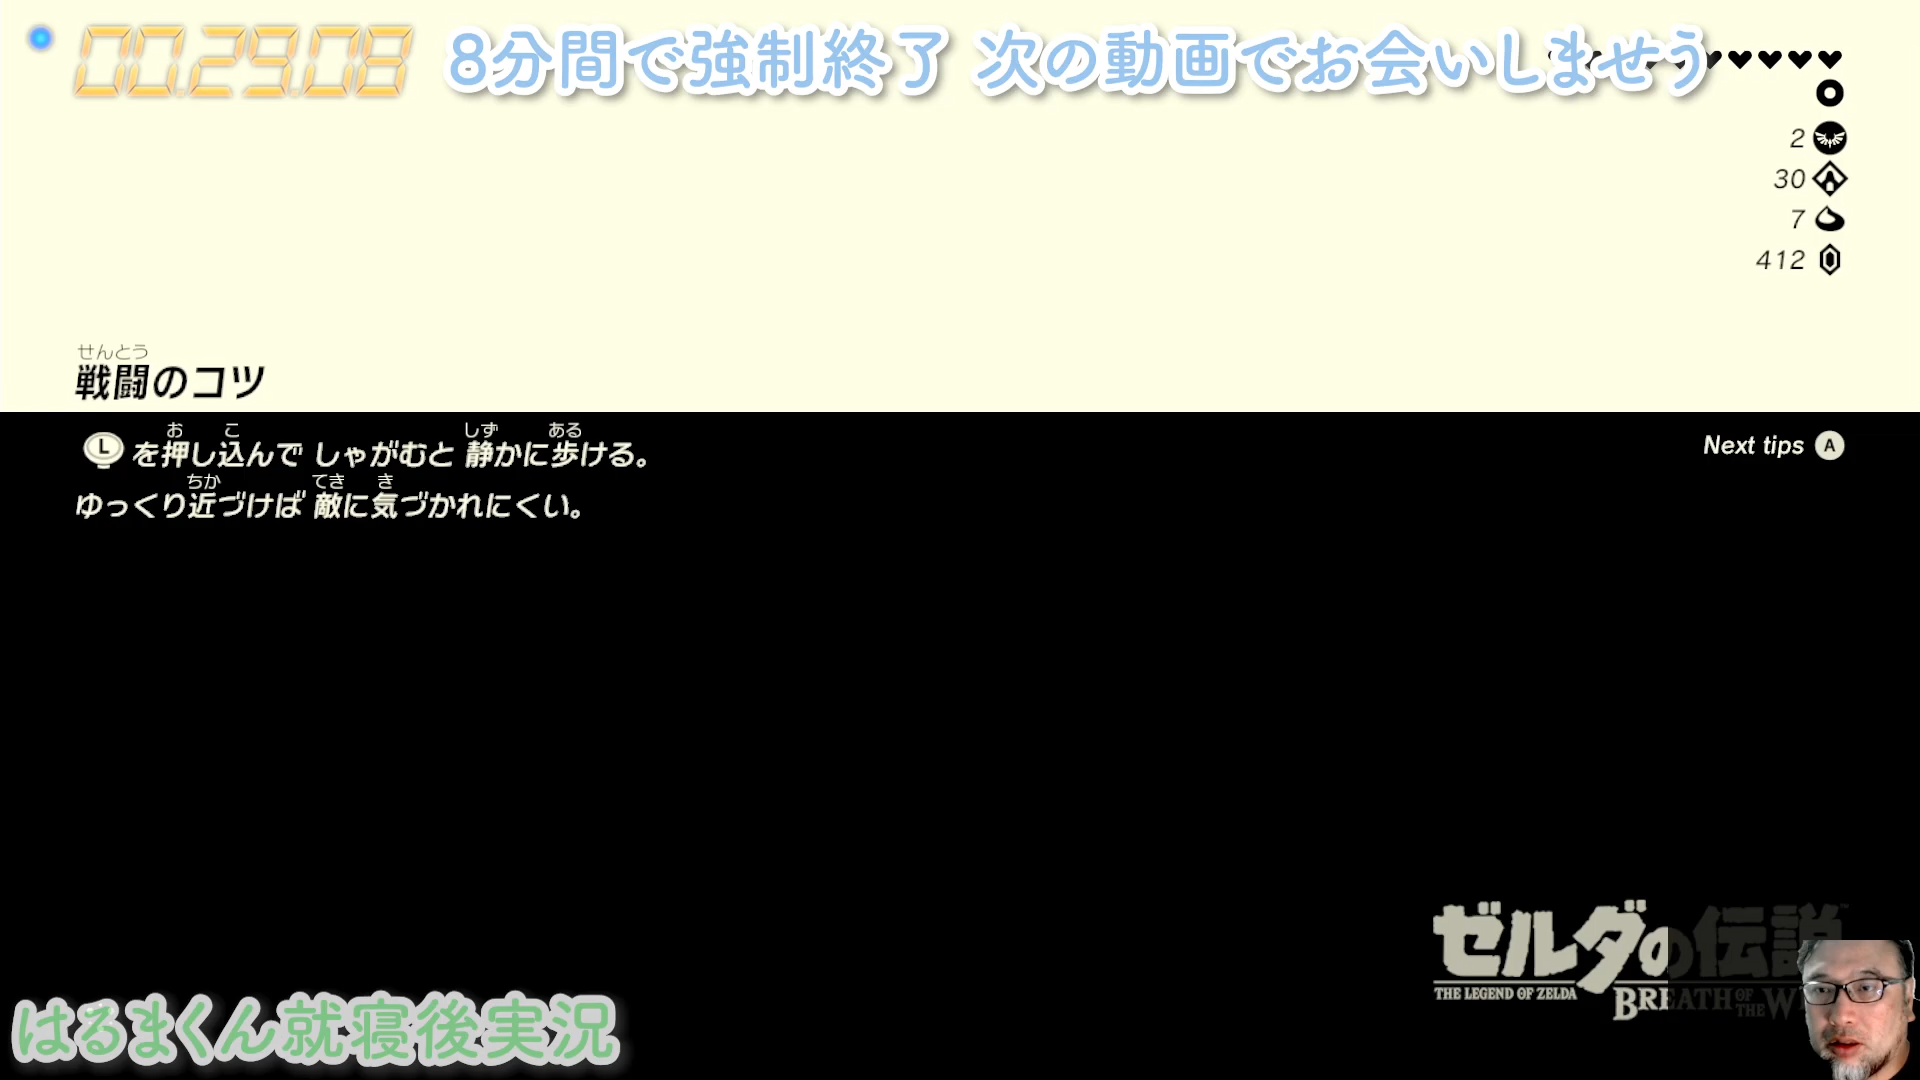 00:29:08
8分間で強制終了 次の動画でお会いしませう
2
30
7
412
せんとう
戦闘のコツ
お こ しず ある
Lを押し込んで しゃがむと 静かに歩ける。
Next tips A
ちか てき き
ゆっくり近づけば 敵に気づかれにくい。
ゼルダの伝説
THE LEGEND OF ZELDA
BREATH OF THE W
はるまくん就寝後実況